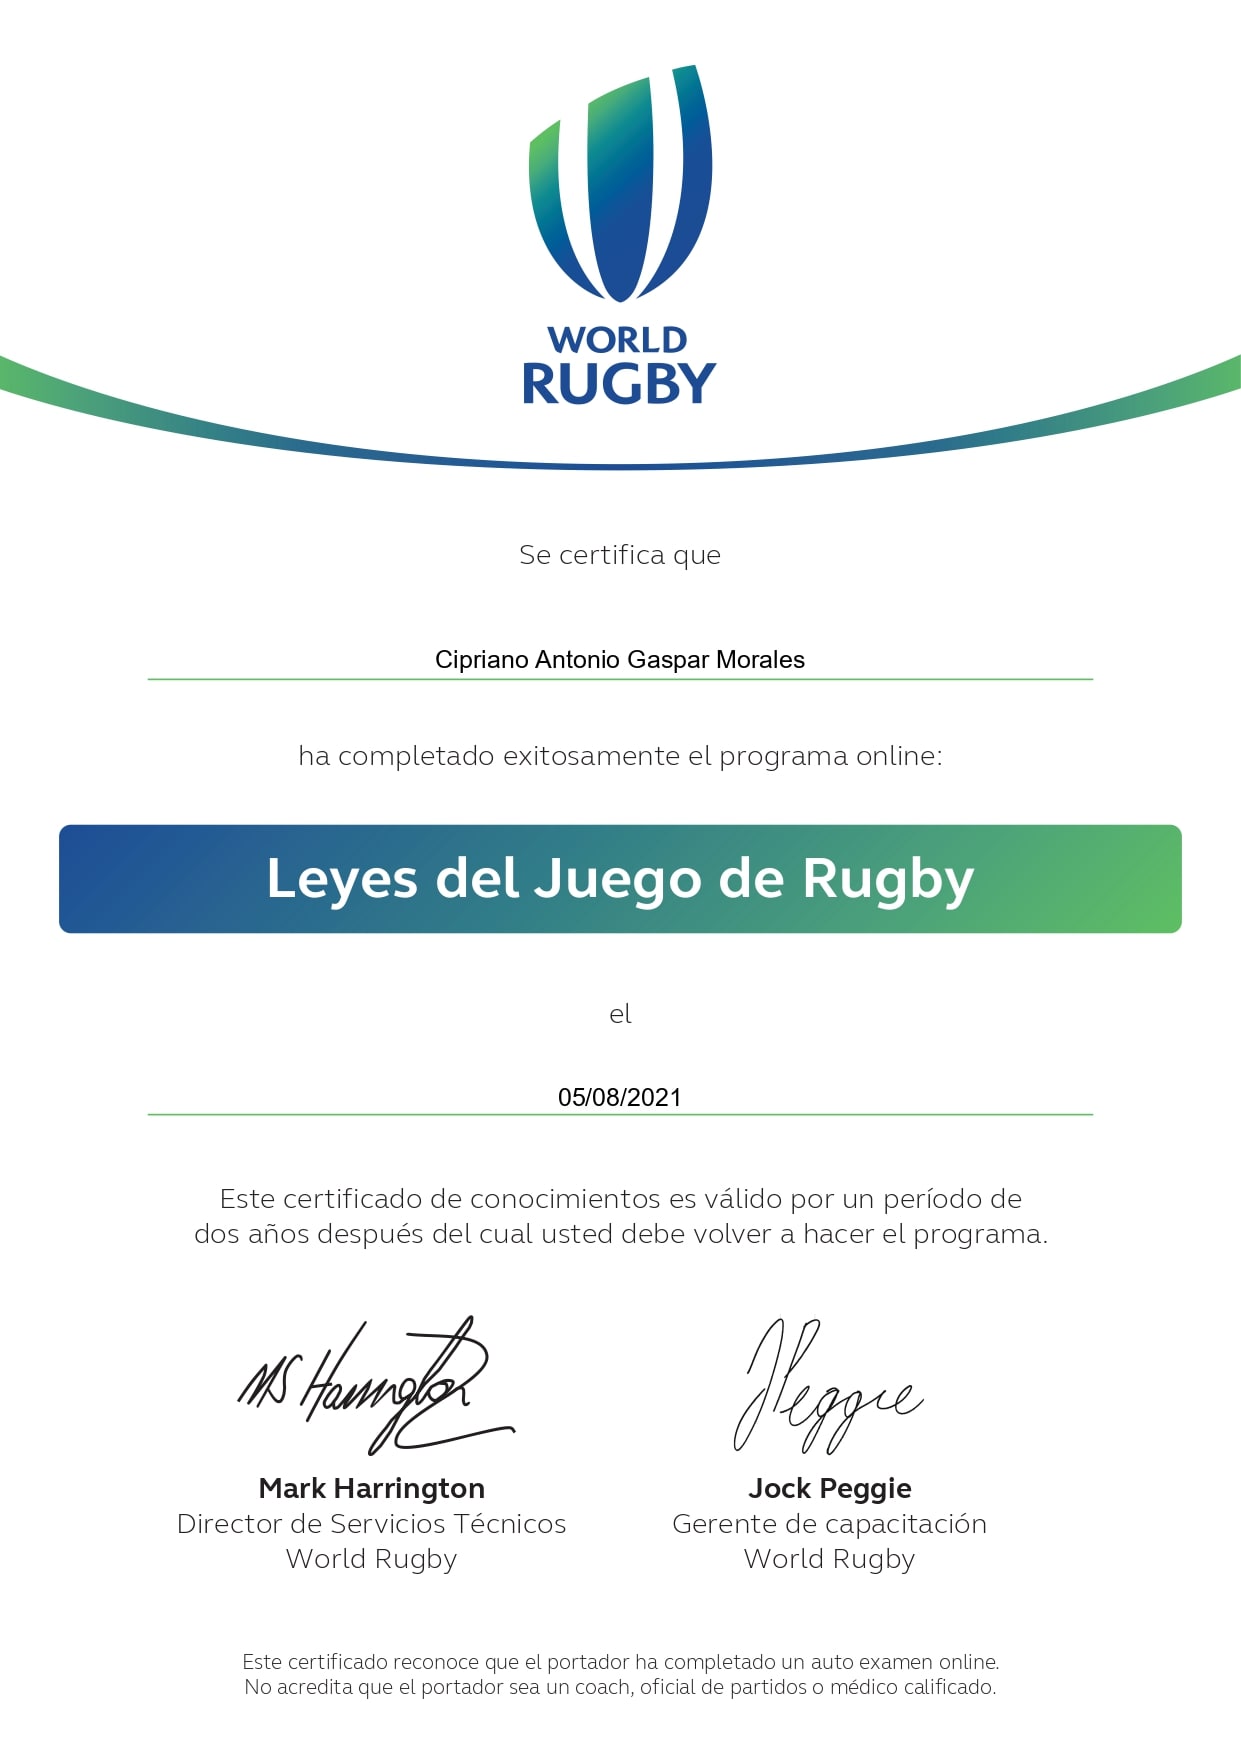 WORLD
RUGBY
Se certifica que
Cipriano Antonio Gaspar Morales
ha completado exitosamente el programa online:
Leyes del Juego de Rugby
el
05/08/2021
Este certificado de conocimientos es válido por un período de
dos años después del cual usted debe volver a hacer el programa.
MS Harrington
JPeggie
Mark Harrington
Jock Peggie
Director de Servicios Técnicos
Gerente de capacitación
World Rugby
World Rugby
Este certificado reconoce que el portador ha completado un auto examen online.
No acredita que el portador sea un coach, oficial de partidos o médico calificado.